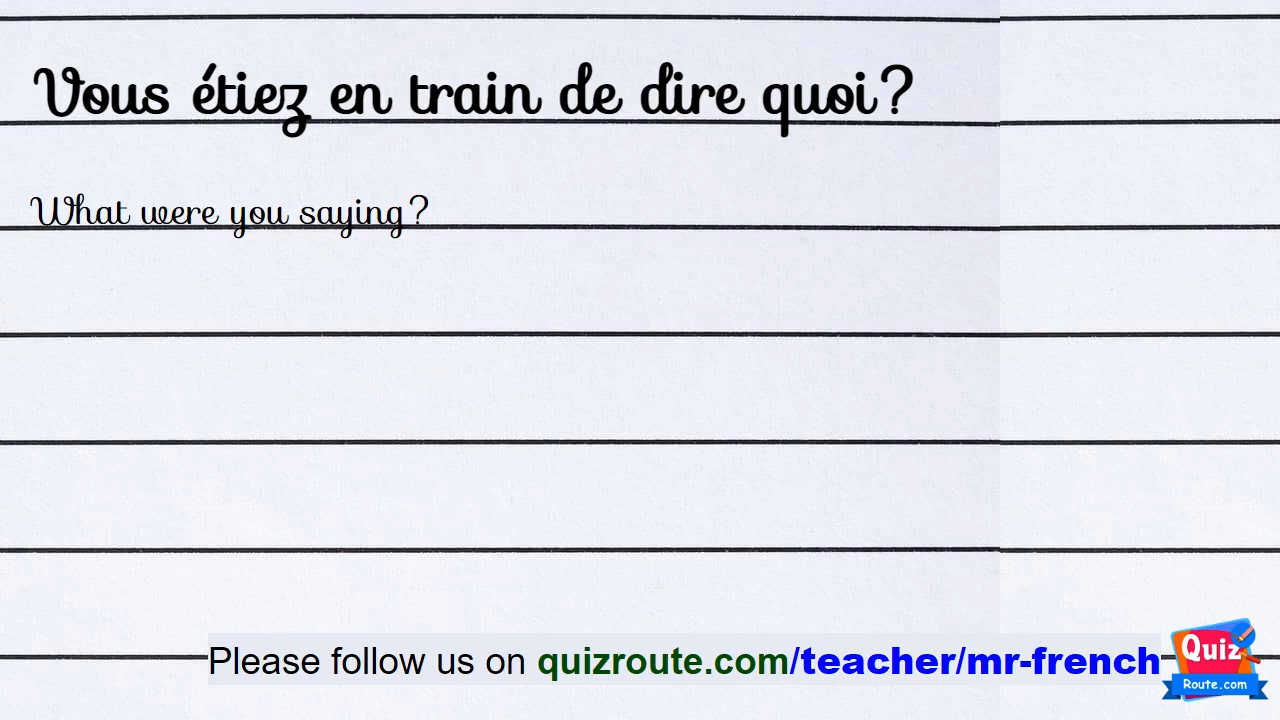 Vous étiez en train de dire quoi?
What were you saying?
Please follow us on quizroute.com/teacher/mr-french
Quiz
Route.com